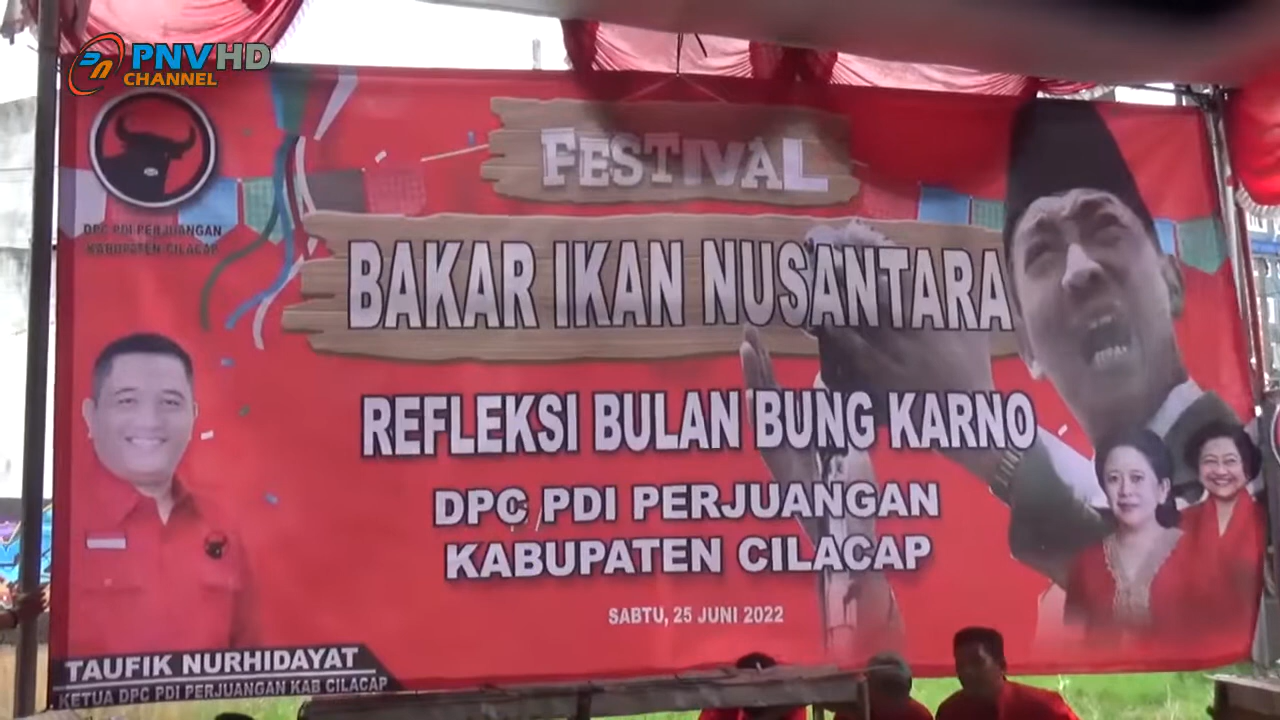 PNVHD
CHANNEL
DPC PDI PERJUANGAN
KABUPATEN CILACAP
FESTIVAL
BAKAR IKAN NUSANTARA
REFLEKSI BULAN BUNG KARNO
DPC PDI PERJUANGAN
KABUPATEN CILACAP
SABTU, 25 JUNI 2022
TAUFIK NURHIDAYAT
KETUA DPC PDI PERJUANGAN KAB CILACAP